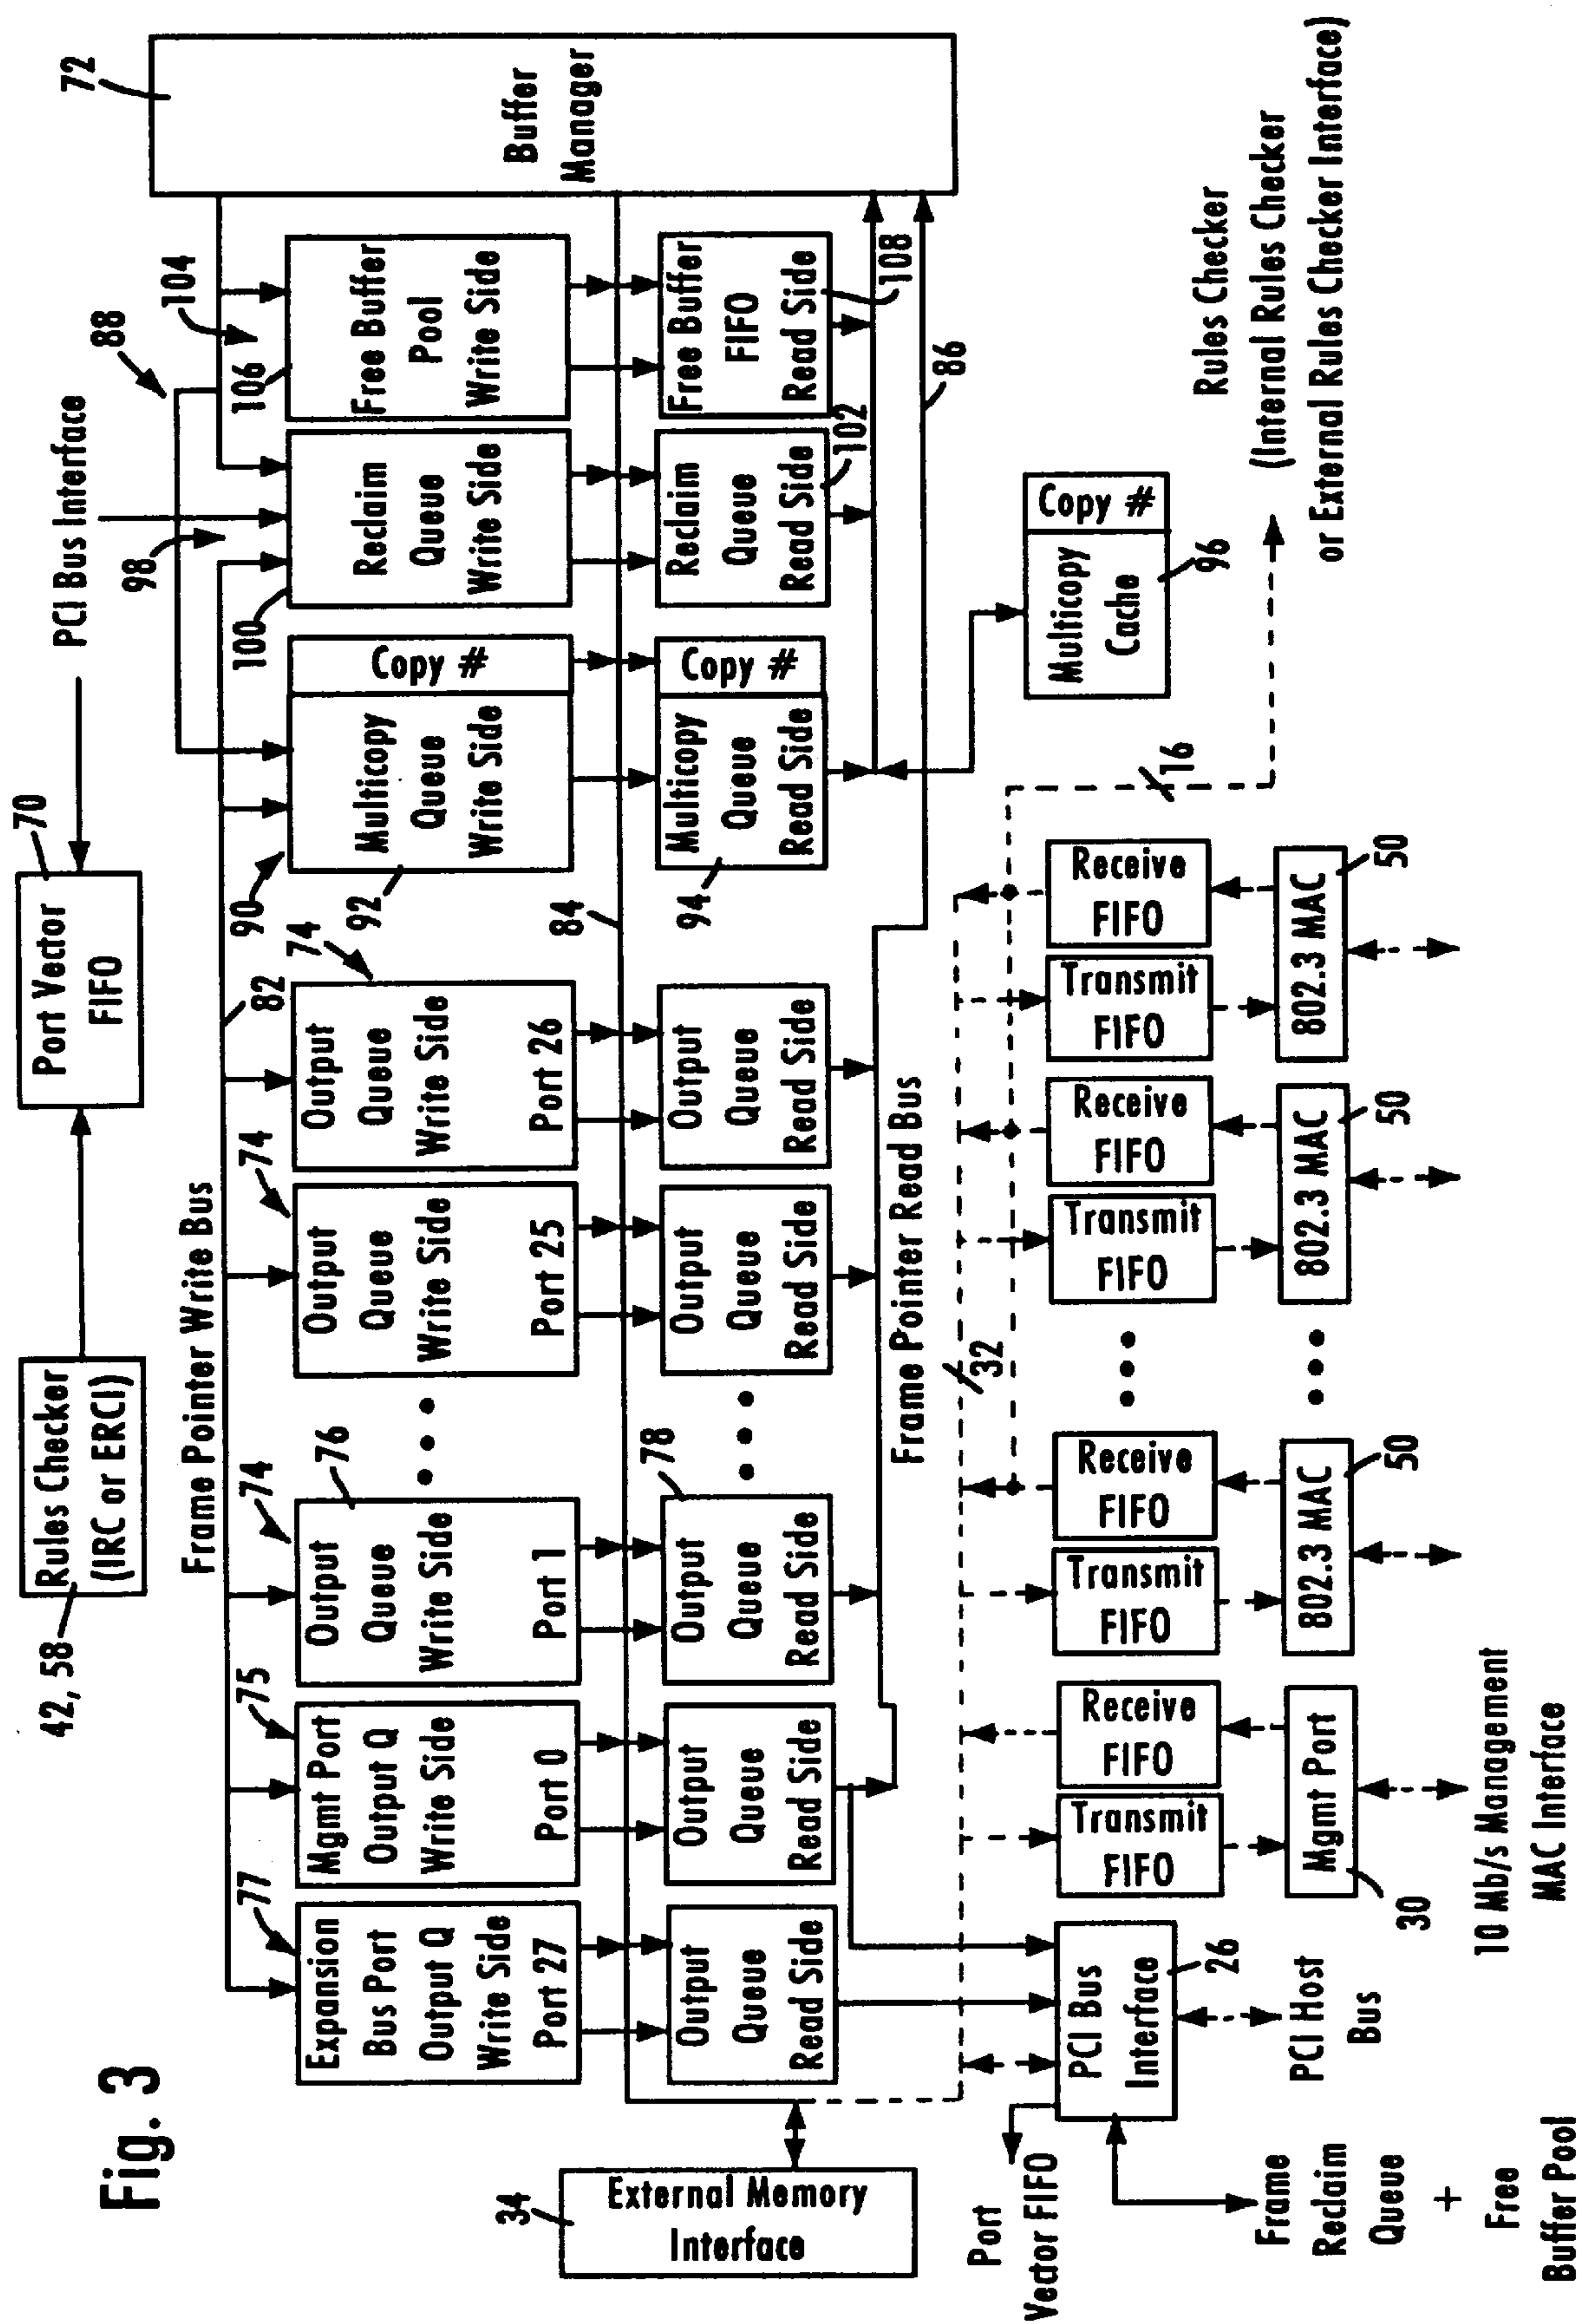 Fig. 3
42, 58
Rules Checker
(IRC or ERCI)
70
Port Vector
FIFO
PCI Bus Interface
88
72
Buffer
Manager
Frame Pointer Write Bus
82
77
Expansion
Bus Port
Output Q
Write Side
Port 27
75
Mgmt Port
Output Q
Write Side
Port 0
74
76
Output
Queue
Write Side
Port 1
74
Output
Queue
Write Side
Port 25
74
Output
Queue
Write Side
Port 26
90
92
Multicopy
Queue
Write Side
Copy #
98
100
Reclaim
Queue
Write Side
104
106
Free Buffer
Pool
Write Side
84
34
External Memory
Interface
Output
Queue
Read Side
Output
Queue
Read Side
78
Output
Queue
Read Side
Output
Queue
Read Side
Output
Queue
Read Side
94
Multicopy
Queue
Read Side
Copy #
Reclaim
Queue
Read Side
102
Free Buffer
FIFO
Read Side
108
Frame Pointer Read Bus
86
32
16
Multicopy
Cache
Copy #
96
Rules Checker
(Internal Rules Checker
or External Rules Checker Interface)
Port
Vector FIFO
PCI Bus
Interface
26
PCI Host
Bus
Frame
Reclaim
Queue
+
Free
Buffer Pool
Transmit
FIFO
Receive
FIFO
Mgmt Port
30
10 Mb/s Management
MAC Interface
Transmit
FIFO
Receive
FIFO
802.3 MAC
50
Transmit
FIFO
Receive
FIFO
802.3 MAC
50
Transmit
FIFO
Receive
FIFO
802.3 MAC
50